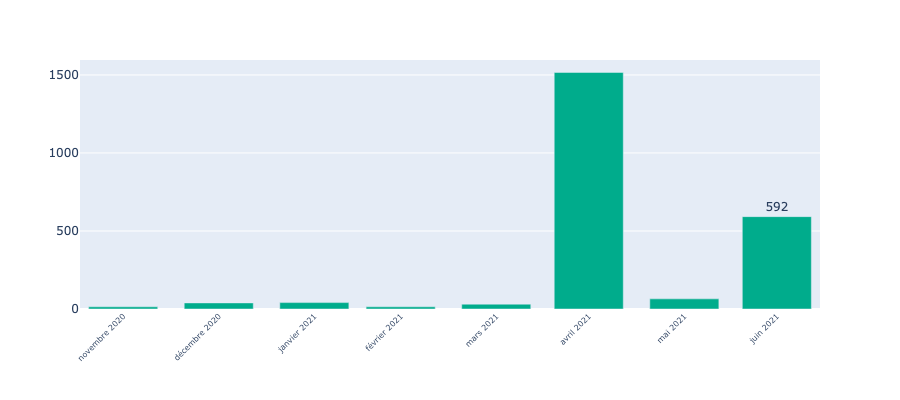 1500
1000
500
0
592
novembre 2020
décembre 2020
janvier 2021
février 2021
mars 2021
avril 2021
mai 2021
juin 2021